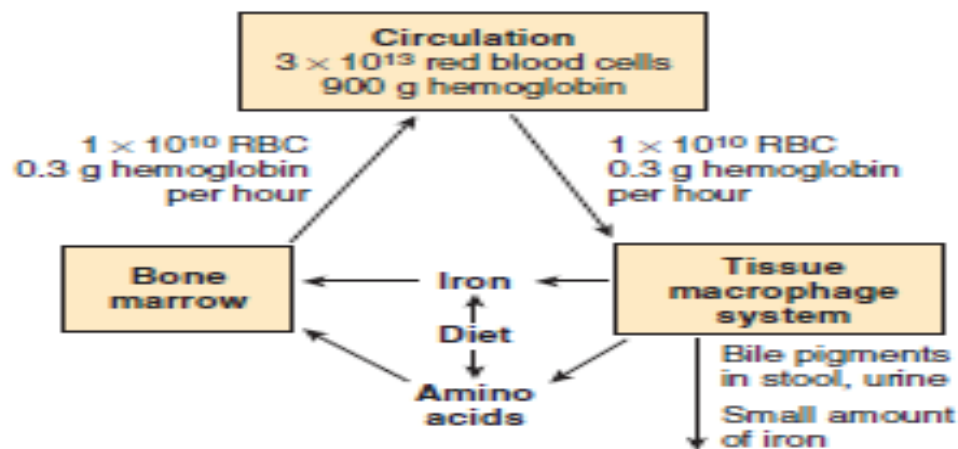 Circulation
3 × 10¹³ red blood cells
900 g hemoglobin
1 × 10¹⁰ RBC
0.3 g hemoglobin
per hour
1 × 10¹⁰ RBC
0.3 g hemoglobin
per hour
Bone
marrow
Iron
Diet
Amino
acids
Tissue
macrophage
system
Bile pigments
in stool, urine
Small amount
of iron